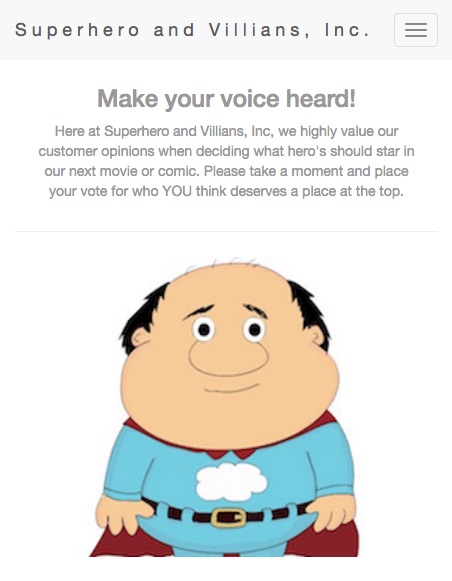 Superhero and Villians, Inc.
Make your voice heard!
Here at Superhero and Villians, Inc, we highly value our
customer opinions when deciding what hero's should star in
our next movie or comic. Please take a moment and place
your vote for who YOU think deserves a place at the top.